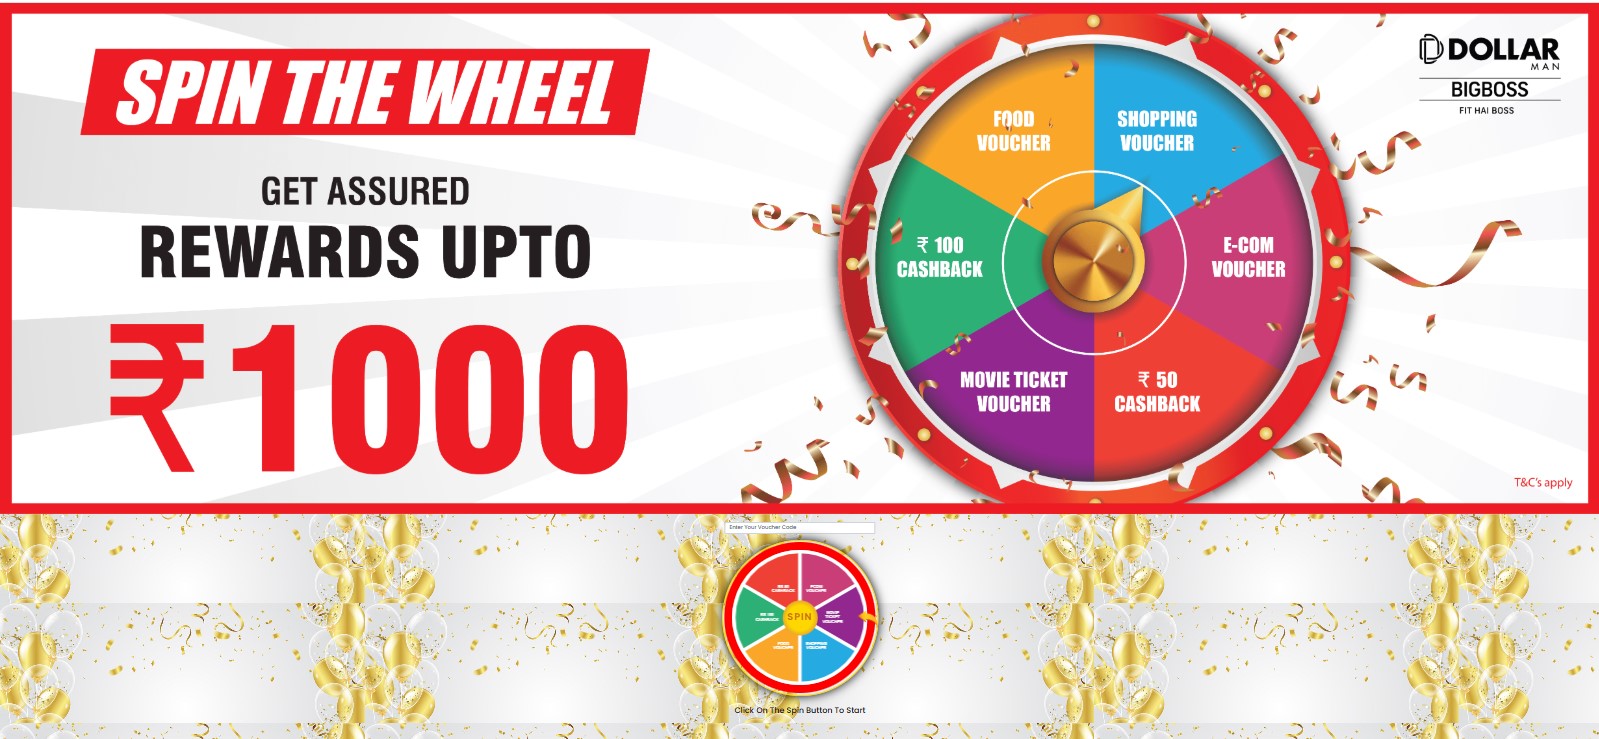 SPIN THE WHEEL
GET ASSURED
REWARDS UPTO
₹1000
FOOD
VOUCHER
SHOPPING
VOUCHER
₹ 100
CASHBACK
E-COM
VOUCHER
MOVIE TICKET
VOUCHER
₹ 50
CASHBACK
DOLLAR
MAN
BIGBOSS
FIT HAI BOSS
T&C's apply
Enter Your Voucher Code
SPIN
SHOPPING
VOUCHER
Click On The Spin Button To Start